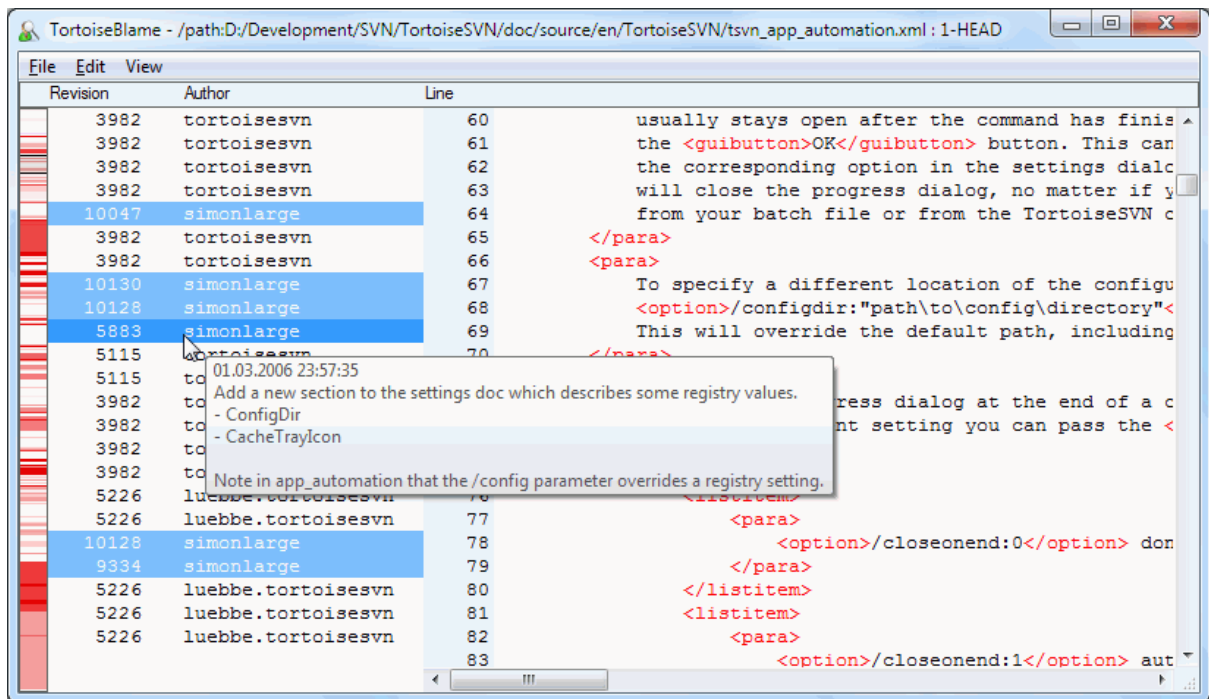 TortoiseBlame - /path:D:/Development/SVN/TortoiseSVN/doc/source/en/TortoiseSVN/tsvn_app_automation.xml : 1-HEAD
File Edit View
Revision Author Line
3982 tortoisesvn 60 usually stays open after the command has finis
3982 tortoisesvn 61 the <guibutton>OK</guibutton> button. This can
3982 tortoisesvn 62 the corresponding option in the settings dialo
3982 tortoisesvn 63 will close the progress dialog, no matter if y
10047 simonlarge 64 from your batch file or from the TortoiseSVN c
3982 tortoisesvn 65 </para>
3982 tortoisesvn 66 <para>
10130 simonlarge 67 To specify a different location of the configu
10128 simonlarge 68 <option>/configdir:"path\to\config\directory"<
5883 simonlarge 69 This will override the default path, including
5115 tortoisesvn 70 </para>
5115 to
3982 to ress dialog at the end of a c
3982 to nt setting you can pass the <
3982 to
3982 to
01.03.2006 23:57:35
Add a new section to the settings doc which describes some registry values.
- ConfigDir
- CacheTrayIcon
Note in app_automation that the /config parameter overrides a registry setting.
5226 luebbe.tortoisesvn 76 <listitem>
5226 luebbe.tortoisesvn 77 <para>
10128 simonlarge 78 <option>/closeonend:0</option> don
9334 simonlarge 79 </para>
5226 luebbe.tortoisesvn 80 </listitem>
5226 luebbe.tortoisesvn 81 <listitem>
5226 luebbe.tortoisesvn 82 <para>
83 <option>/closeonend:1</option> aut